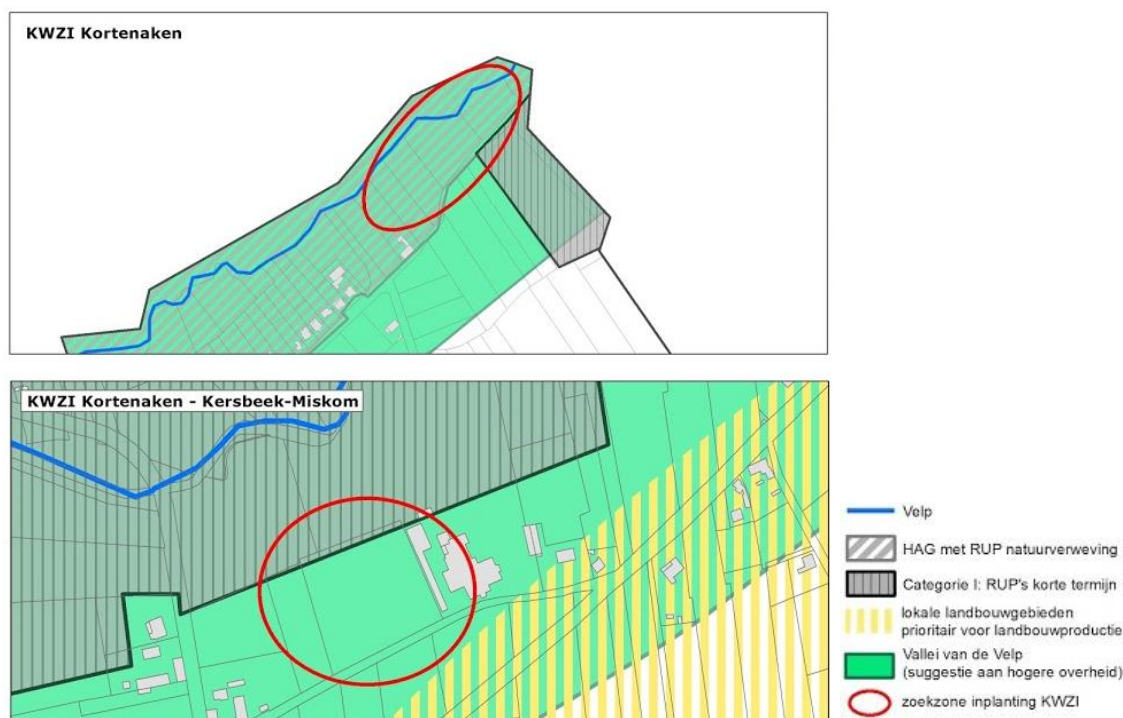 KWZI Kortenaken
KWZI Kortenaken - Kersbeek-Miskom
Velp
HAG met RUP natuurverweving
Categorie I: RUP's korte termijn
lokale landbouwgebieden
prioritair voor landbouwproductie
Vallei van de Velp
(suggestie aan hogere overheid)
zoekzone inplanting KWZI